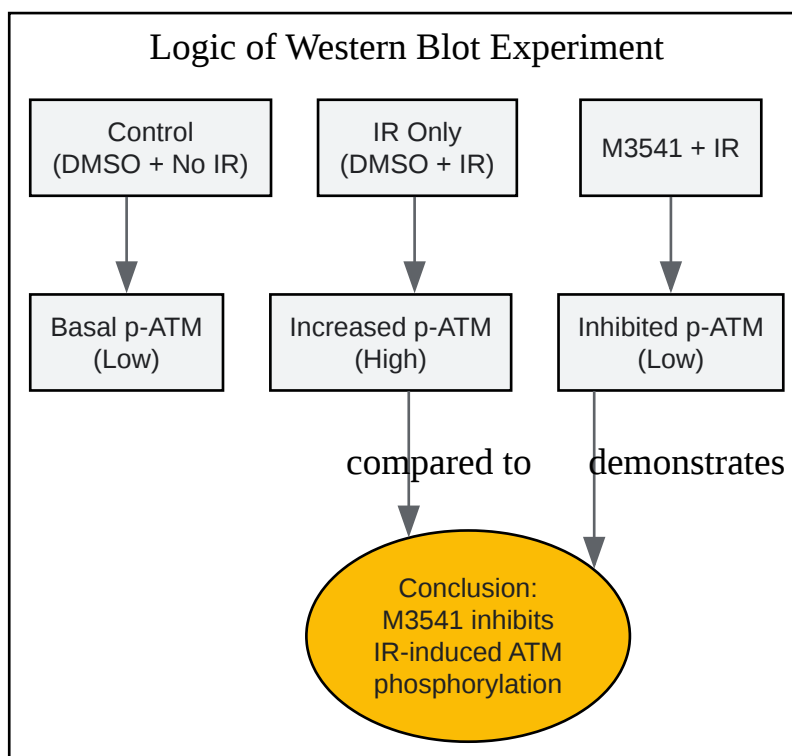 Logic of Western Blot Experiment
Control
(DMSO + No IR)
IR Only
(DMSO + IR)
M3541 + IR
Basal p-ATM
(Low)
Increased p-ATM
(High)
Inhibited p-ATM
(Low)
compared to
demonstrates
Conclusion:
M3541 inhibits
IR-induced ATM
phosphorylation